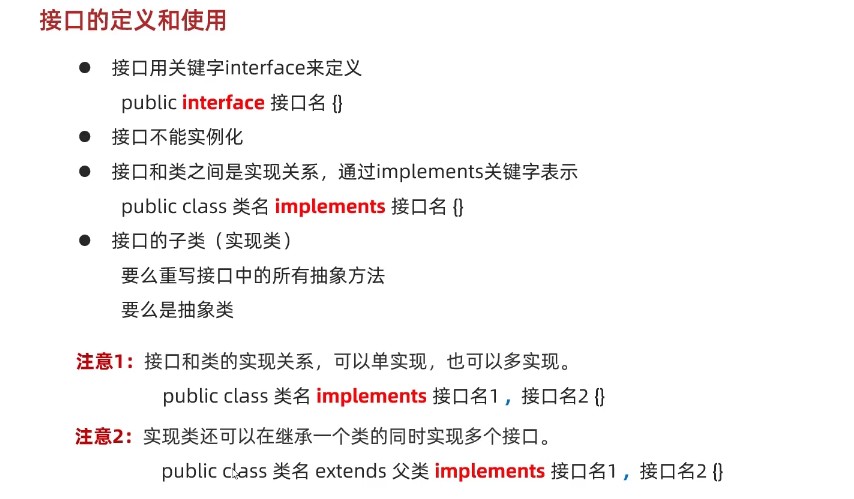 接口的定义和使用
● 接口用关键字interface来定义
public interface 接口名 {}
● 接口不能实例化
● 接口和类之间是实现关系，通过implements关键字表示
public class 类名 implements 接口名 {}
● 接口的子类（实现类）
要么重写接口中的所有抽象方法
要么是抽象类
注意1：接口和类的实现关系，可以单实现，也可以多实现。
public class 类名 implements 接口名1 ，接口名2 {}
注意2：实现类还可以在继承一个类的同时实现多个接口。
public class 类名 extends 父类 implements 接口名1 ，接口名2 {}